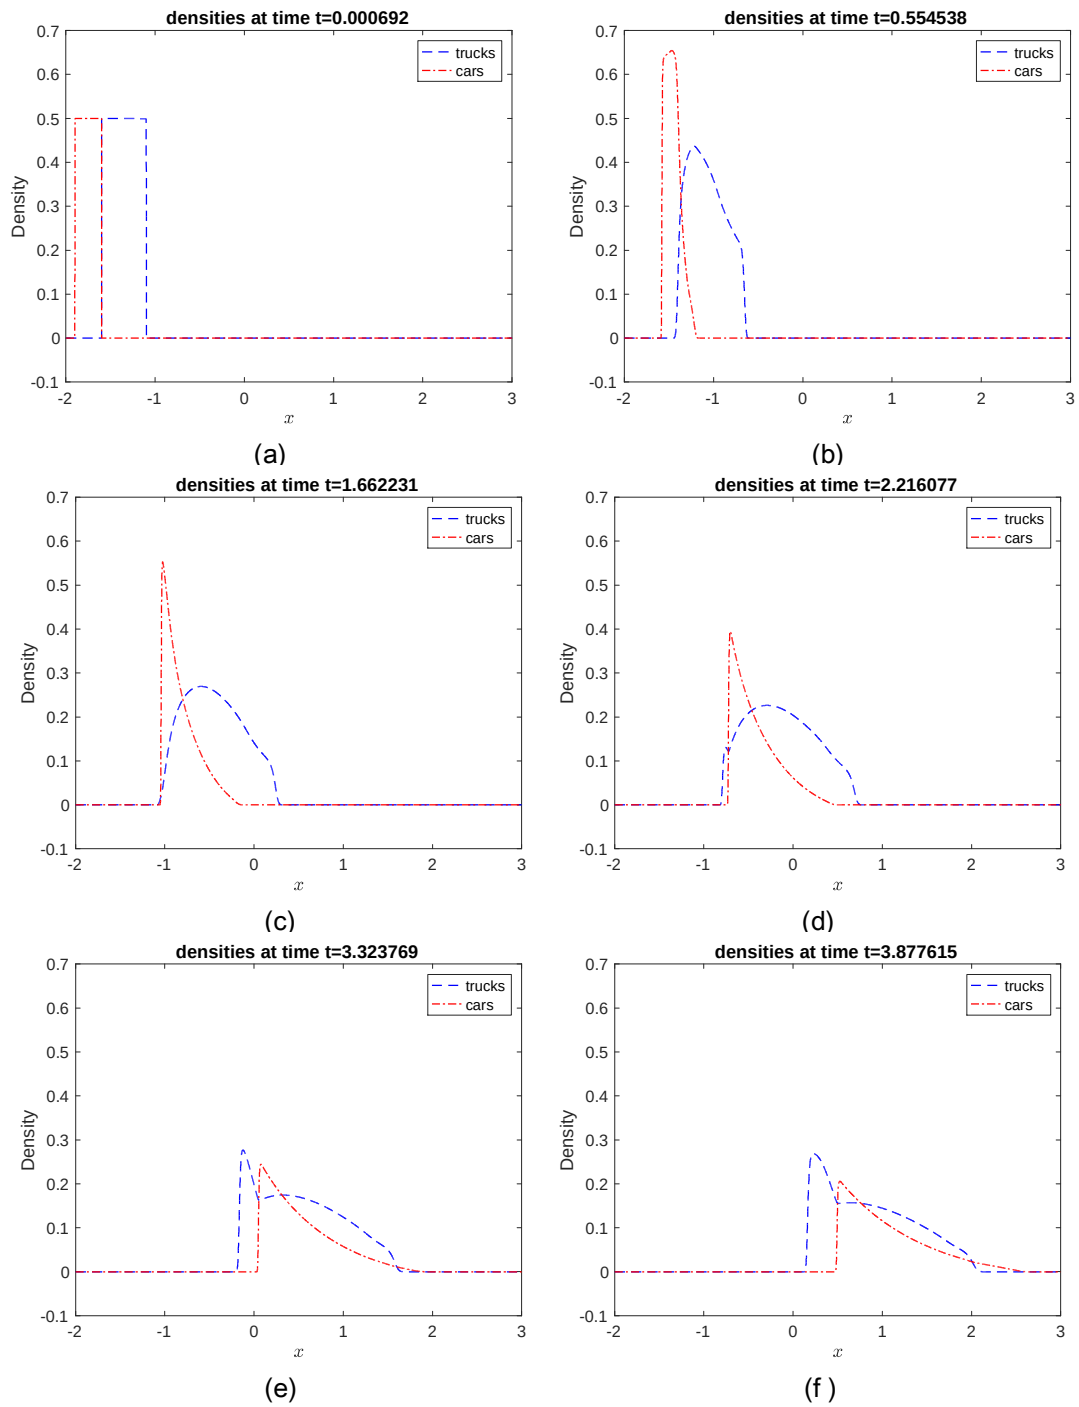 densities at time t=0.000692
0.7
0.6
0.5
0.4
0.3
0.2
0.1
0
-0.1
Density
trucks
cars
-2 -1 0 1 2 3
x
(a)
densities at time t=0.554538
0.7
0.6
0.5
0.4
0.3
0.2
0.1
0
-0.1
Density
trucks
cars
-2 -1 0 1 2 3
x
(b)
densities at time t=1.662231
0.7
0.6
0.5
0.4
0.3
0.2
0.1
0
-0.1
Density
trucks
cars
-2 -1 0 1 2 3
x
(c)
densities at time t=2.216077
0.7
0.6
0.5
0.4
0.3
0.2
0.1
0
-0.1
Density
trucks
cars
-2 -1 0 1 2 3
x
(d)
densities at time t=3.323769
0.7
0.6
0.5
0.4
0.3
0.2
0.1
0
-0.1
Density
trucks
cars
-2 -1 0 1 2 3
x
(e)
densities at time t=3.877615
0.7
0.6
0.5
0.4
0.3
0.2
0.1
0
-0.1
Density
trucks
cars
-2 -1 0 1 2 3
x
(f )